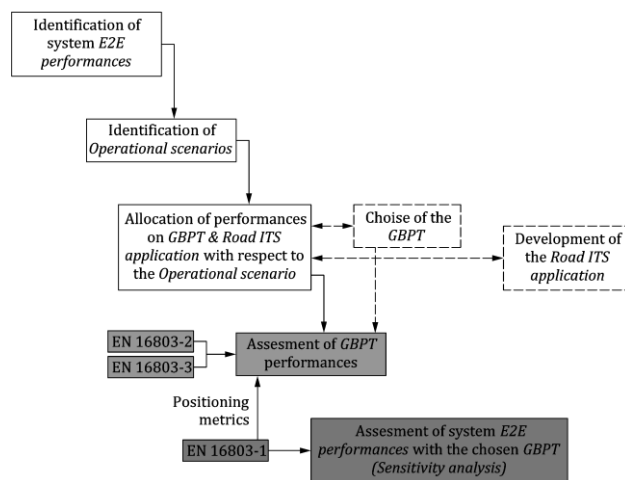 Identification of
system E2E
performances
Identification of
Operational scenarios
Allocation of performances
on GBPT & Road ITS
application with respect to
the Operational scenario
Choise of the
GBPT
Development of
the Road ITS
application
EN 16803-2
EN 16803-3
Assesment of GBPT
performances
Positioning
metrics
EN 16803-1
Assesment of system E2E
performances with the chosen GBPT
(Sensitivity analysis)